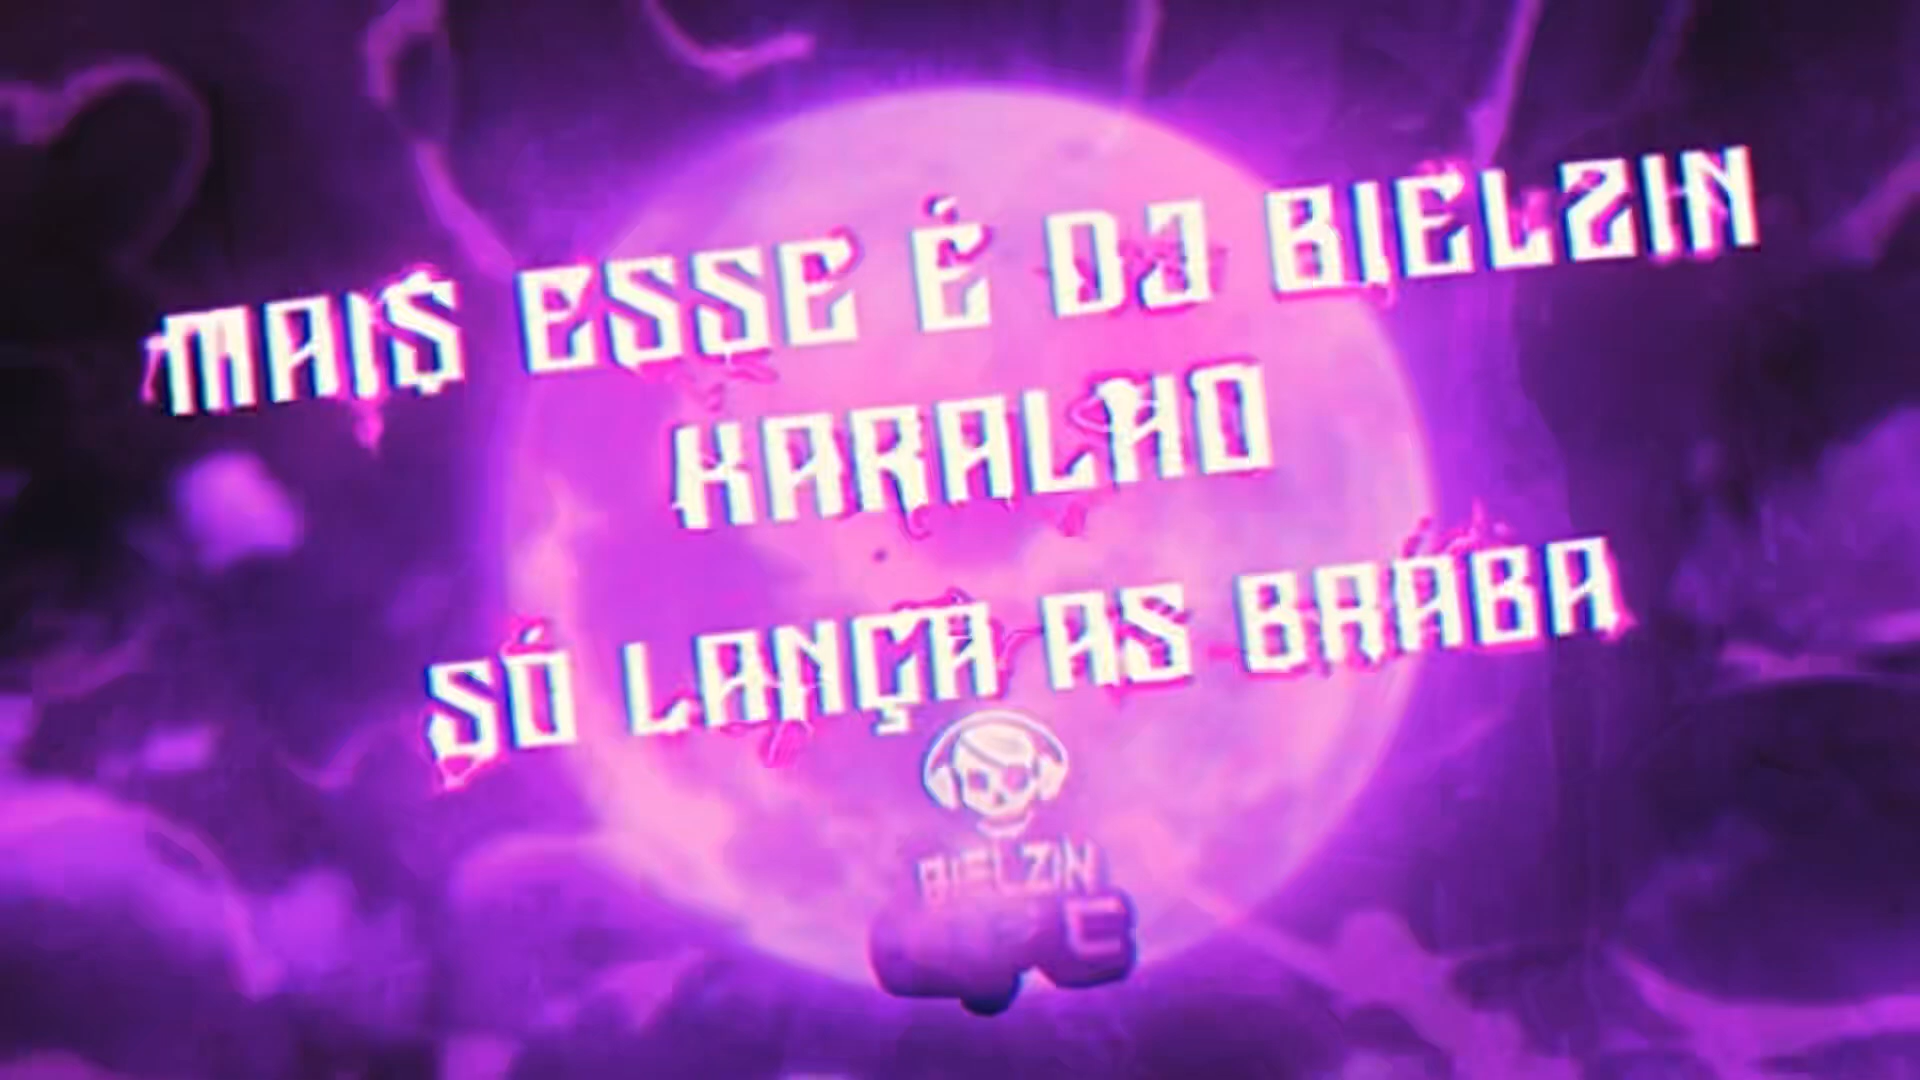 MAIS ESSE É DJ BIELZIN
KARALHO
SÓ LANÇA AS BRABA
BIELZIN